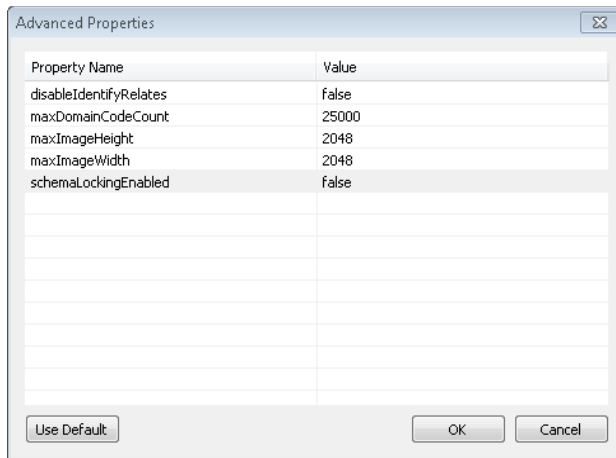 Advanced Properties
Property Name Value
disableIdentifyRelates false
maxDomainCodeCount 25000
maxImageHeight 2048
maxImageWidth 2048
schemaLockingEnabled false
Use Default OK Cancel